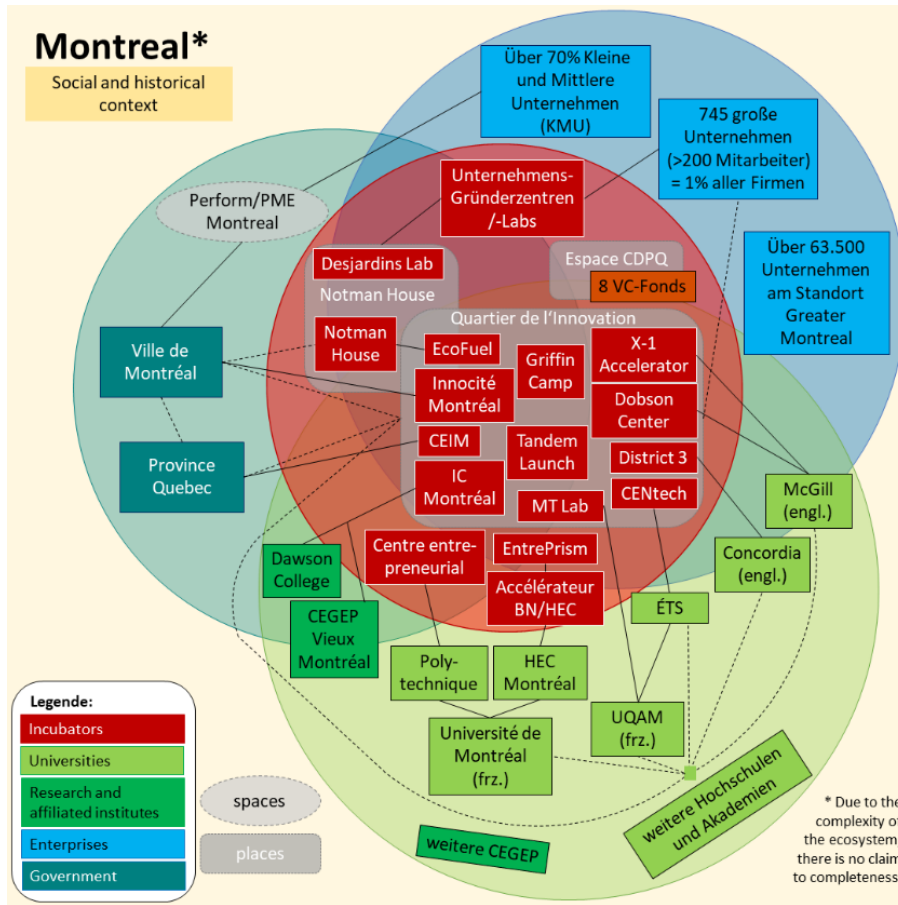 Montreal*
Social and historical
context
Über 70% Kleine
und Mittlere
Unternehmen
(KMU)
745 große
Unternehmen
(>200 Mitarbeiter)
= 1% aller Firmen
Perform/PME
Montreal
Unternehmens-
Gründerzentren
/-Labs
Über 63.500
Unternehmen
am Standort
Greater
Montreal
Desjardins Lab
Notman House
Espace CDPQ
8 VC-Fonds
Quartier de l‘Innovation
Notman
House
EcoFuel
Griffin
Camp
X-1
Accelerator
Ville de
Montréal
Innocité
Montréal
Dobson
Center
CEIM
Tandem
Launch
District 3
Province
Quebec
IC
Montréal
MT Lab
CENtech
McGill
(engl.)
Dawson
College
Centre entre-
preneurial
EntrePrism
Concordia
(engl.)
Accélérateur
BN/HEC
ÉTS
CEGEP
Vieux
Montréal
Poly-
technique
HEC
Montréal
Université de
Montréal
(frz.)
UQAM
(frz.)
weitere Hochschulen
und Akademien
weitere CEGEP
Legende:
Incubators
Universities
Research and
affiliated institutes
Enterprises
Government
spaces
places
* Due to the
complexity of
the ecosystem,
there is no claim
to completeness.